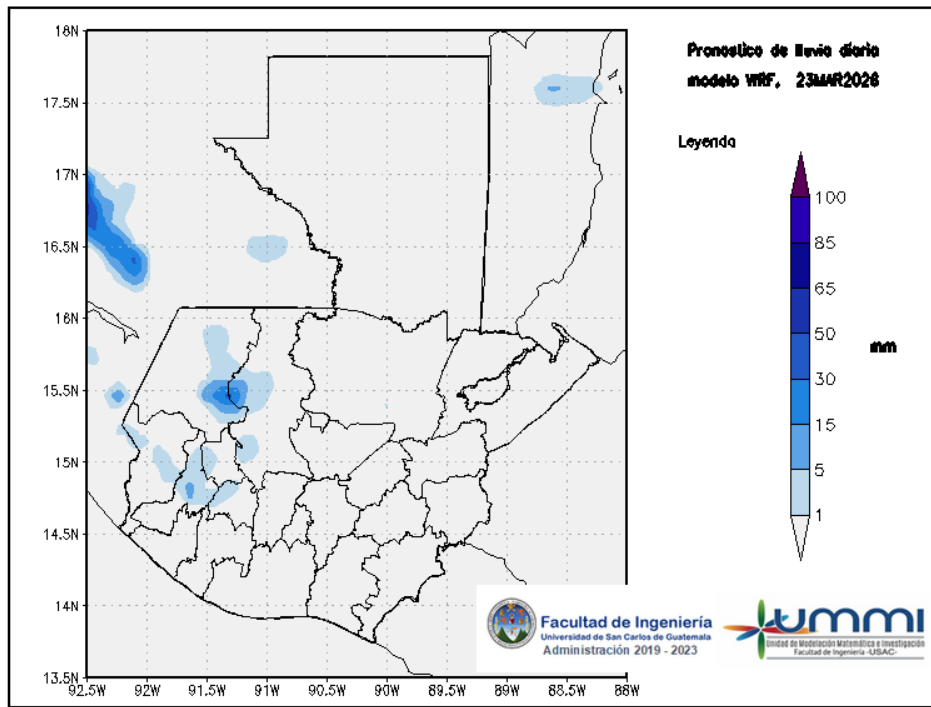 Pronostico de lluvia diaria
modelo WRF, 23MAR2026
Leyenda
100
85
65
50
30
15
5
1
mm
18N
17.5N
17N
16.5N
16N
15.5N
15N
14.5N
14N
13.5N
92.5W
92W
91.5W
91W
90.5W
90W
89.5W
89W
88.5W
88W
Facultad de Ingeniería
Universidad de San Carlos de Guatemala
Administración 2019 - 2023
ummi
Unidad de Modelación Matemática e Investigación
Facultad de Ingeniería -USAC-